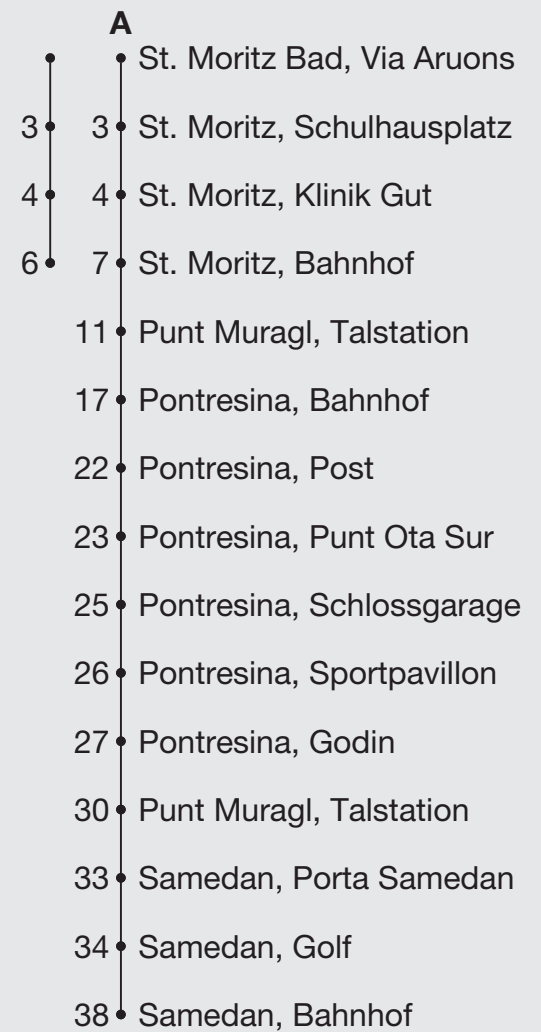 A
St. Moritz Bad, Via Aruons
3 3 St. Moritz, Schulhausplatz
4 4 St. Moritz, Klinik Gut
6 7 St. Moritz, Bahnhof
11 Punt Muragl, Talstation
17 Pontresina, Bahnhof
22 Pontresina, Post
23 Pontresina, Punt Ota Sur
25 Pontresina, Schlossgarage
26 Pontresina, Sportpavillon
27 Pontresina, Godin
30 Punt Muragl, Talstation
33 Samedan, Porta Samedan
34 Samedan, Golf
38 Samedan, Bahnhof